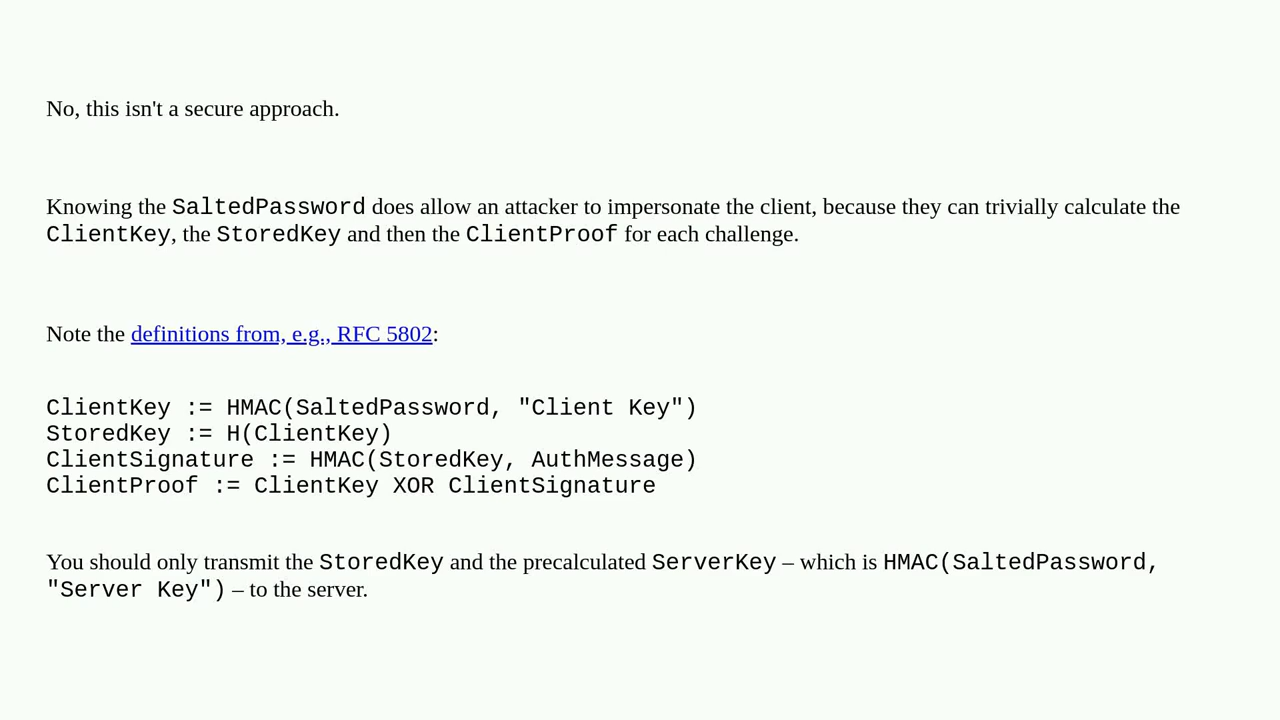 No, this isn't a secure approach.
Knowing the SaltedPassword does allow an attacker to impersonate the client, because they can trivially calculate the
ClientKey, the StoredKey and then the ClientProof for each challenge.
Note the definitions from, e.g., RFC 5802:
ClientKey := HMAC(SaltedPassword, "Client Key")
StoredKey := H(ClientKey)
ClientSignature := HMAC(StoredKey, AuthMessage)
ClientProof := ClientKey XOR ClientSignature
You should only transmit the StoredKey and the precalculated ServerKey – which is HMAC(SaltedPassword,
"Server Key") – to the server.